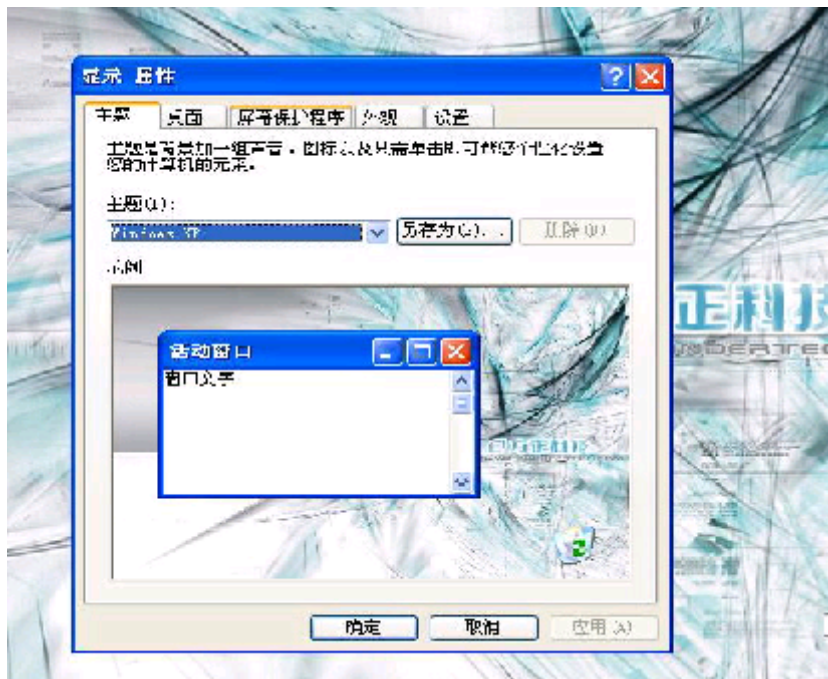 显示 属性
主题 桌面 屏幕保护程序 外观 设置
主题是背景加一组声音，图标以及只需单击即可帮您个性化设置
您的计算机的元素。
主题(T):
Windows XP
另存为(S)... 删除(D)
示例
活动窗口
窗口文字
正科技
FOUNDERTEC
确定 取消 应用(A)